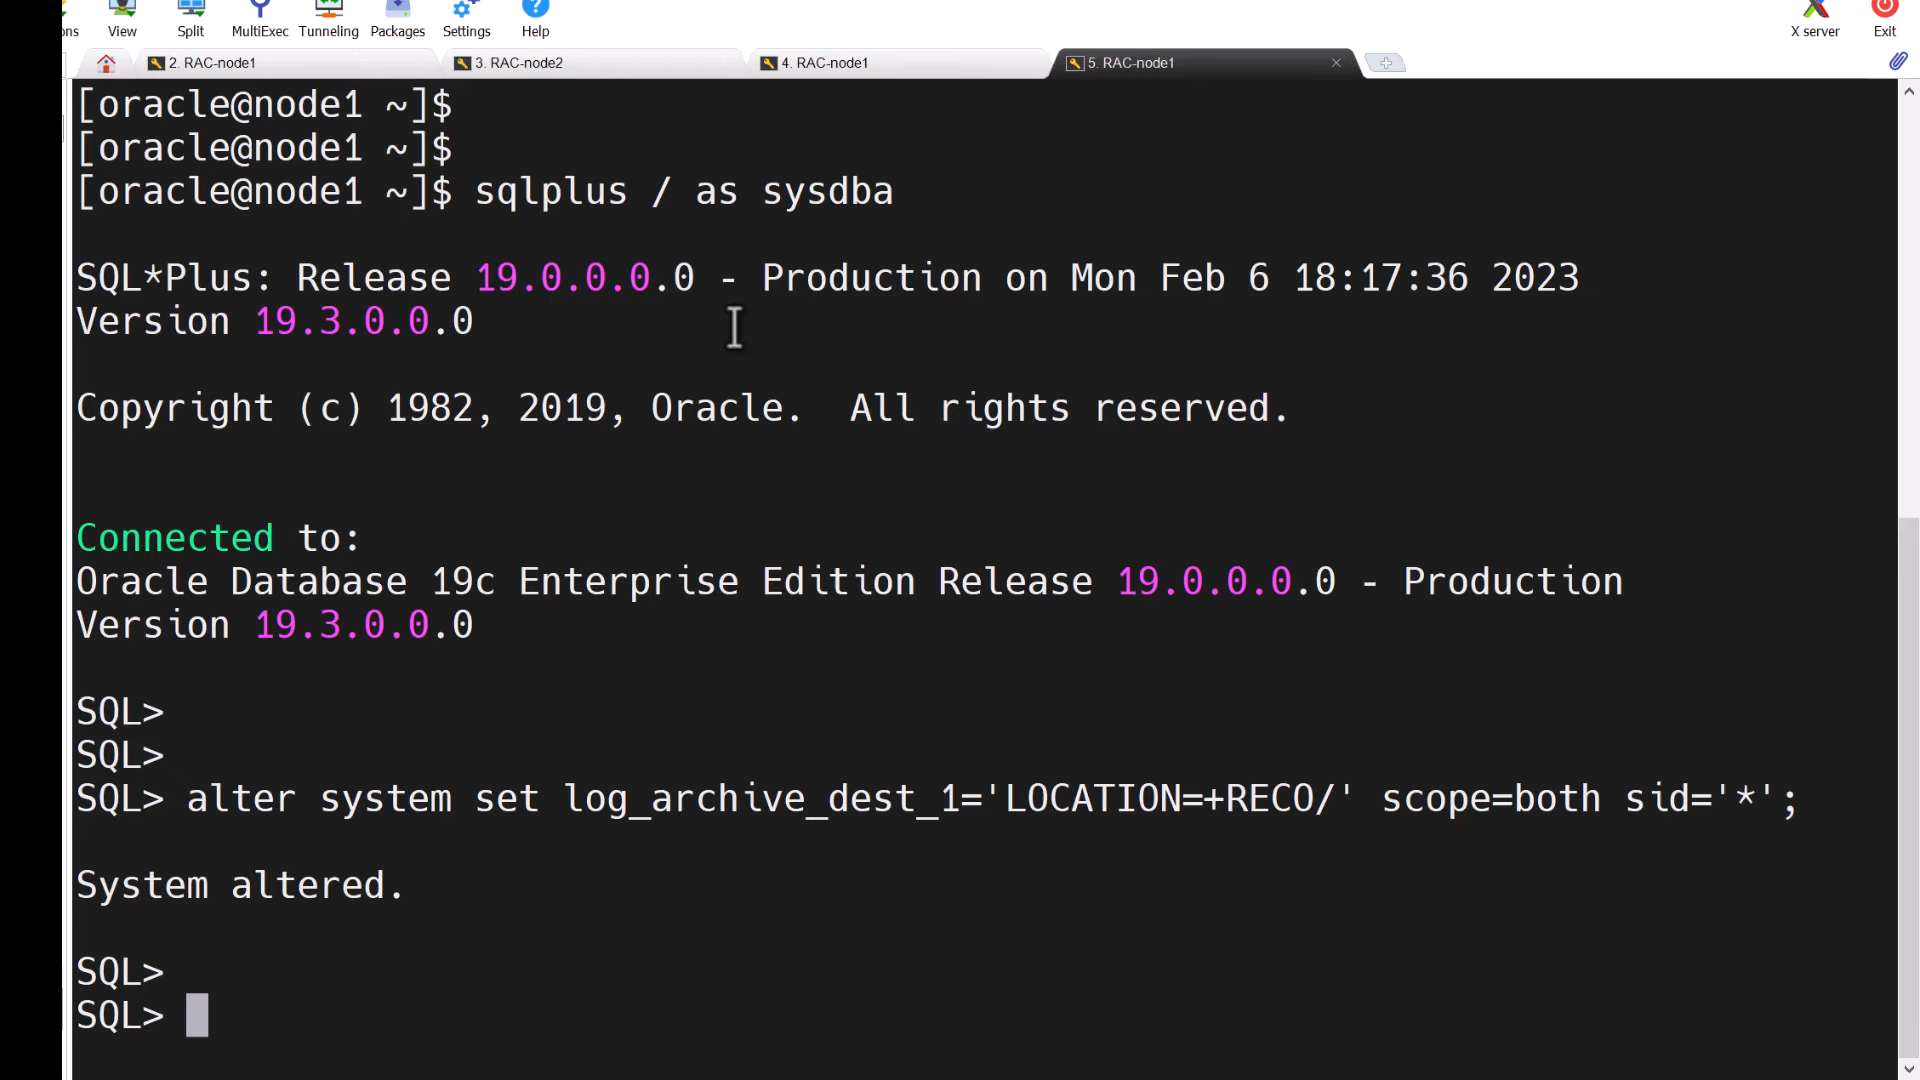 ons View Split MultiExec Tunneling Packages Settings Help X server Exit
2. RAC-node1 3. RAC-node2 4. RAC-node1 5. RAC-node1
[oracle@node1 ~]$
[oracle@node1 ~]$
[oracle@node1 ~]$ sqlplus / as sysdba
SQL*Plus: Release 19.0.0.0.0 - Production on Mon Feb 6 18:17:36 2023
Version 19.3.0.0.0
Copyright (c) 1982, 2019, Oracle.  All rights reserved.
Connected to:
Oracle Database 19c Enterprise Edition Release 19.0.0.0.0 - Production
Version 19.3.0.0.0
SQL>
SQL>
SQL> alter system set log_archive_dest_1='LOCATION=+RECO/' scope=both sid='*';
System altered.
SQL>
SQL>